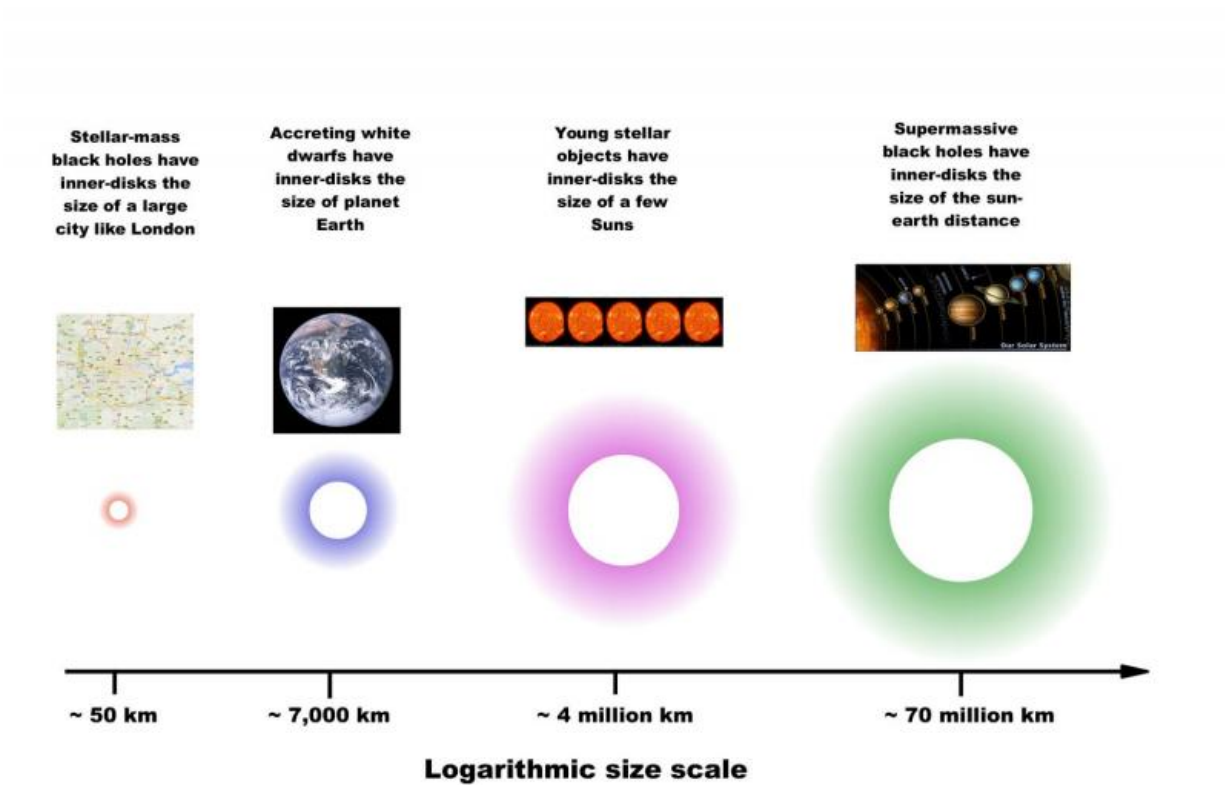 Stellar-mass
black holes have
inner-disks the
size of a large
city like London
Accreting white
dwarfs have
inner-disks the
size of planet
Earth
Young stellar
objects have
inner-disks the
size of a few
Suns
Supermassive
black holes have
inner-disks the
size of the sun-
earth distance
Our Solar System
~ 50 km
~ 7,000 km
~ 4 million km
~ 70 million km
Logarithmic size scale